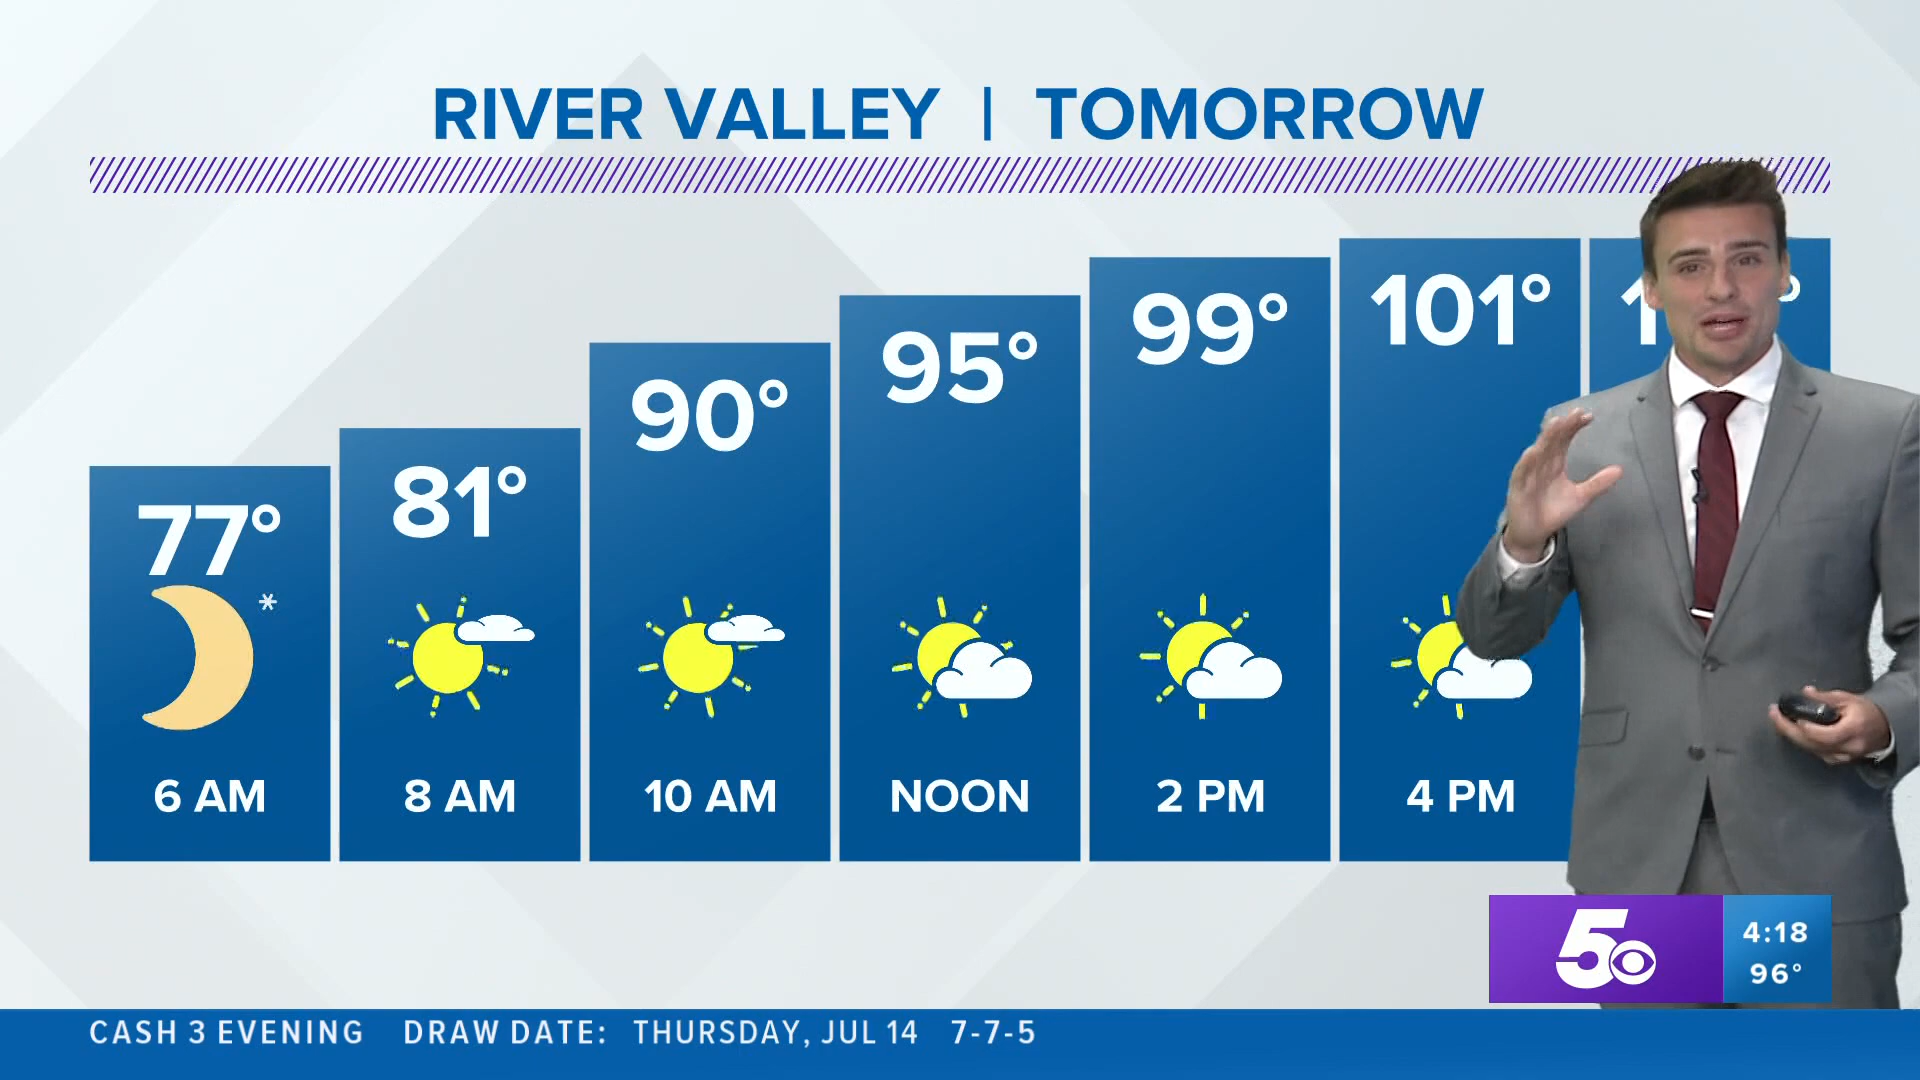 RIVER VALLEY | TOMORROW
77° 81° 90° 95° 99° 101°
6 AM 8 AM 10 AM NOON 2 PM 4 PM
5
4:18
96°
CASH 3 EVENING DRAW DATE: THURSDAY, JUL 14 7-7-5